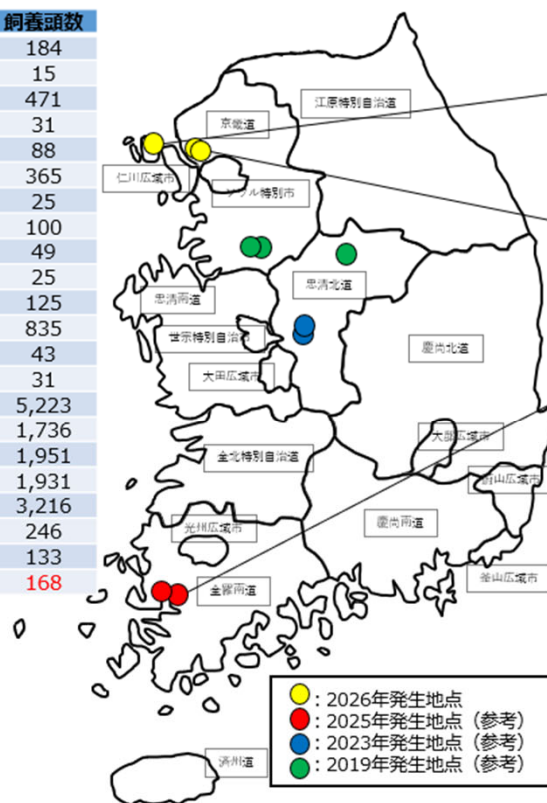 飼養頭数
184
15
471
31
88
365
25
100
49
25
125
835
43
31
5,223
1,736
1,951
1,931
3,216
246
133
168
江原特別自治道
京畿道
仁川広域市
ソウル特別市
忠清北道
忠清南道
世宗特別自治市
慶尚北道
大田広域市
大邱広域市
全北特別自治道
蔚山広域市
慶尚南道
光州広域市
釜山広域市
全羅南道
済州道
:2026年発生地点
:2025年発生地点(参考)
:2023年発生地点(参考)
:2019年発生地点(参考)